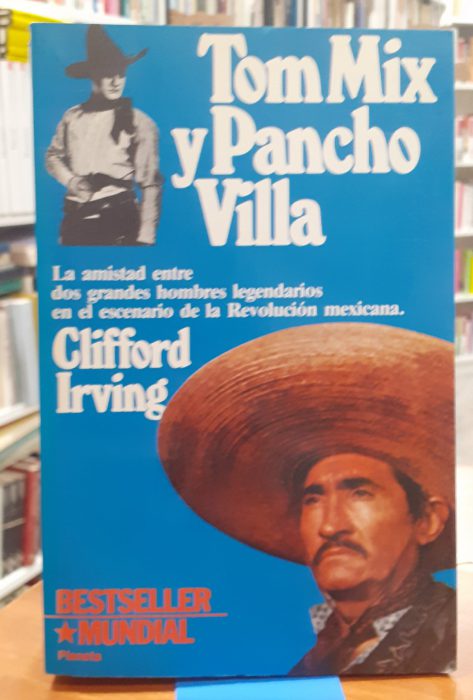 Tom Mix
y Pancho
Villa
La amistad entre
dos grandes hombres legendarios
en el escenario de la Revolución mexicana.
Clifford
Irving
BESTSELLER
MUNDIAL
Planeta